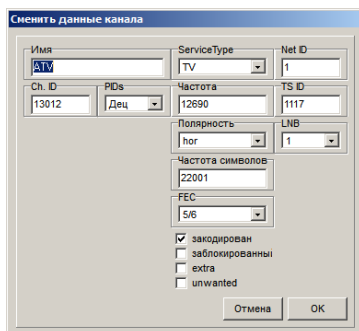 Сменить данные канала
Имя ServiceType Net ID
ATV TV 1
Ch. ID PIDs Частота TS ID
13012 Дец 12690 1117
Полярность LNB
hor 1
Частота символов
22001
FEC
5/6
закодирован
заблокированный
extra
unwanted
Отмена OK